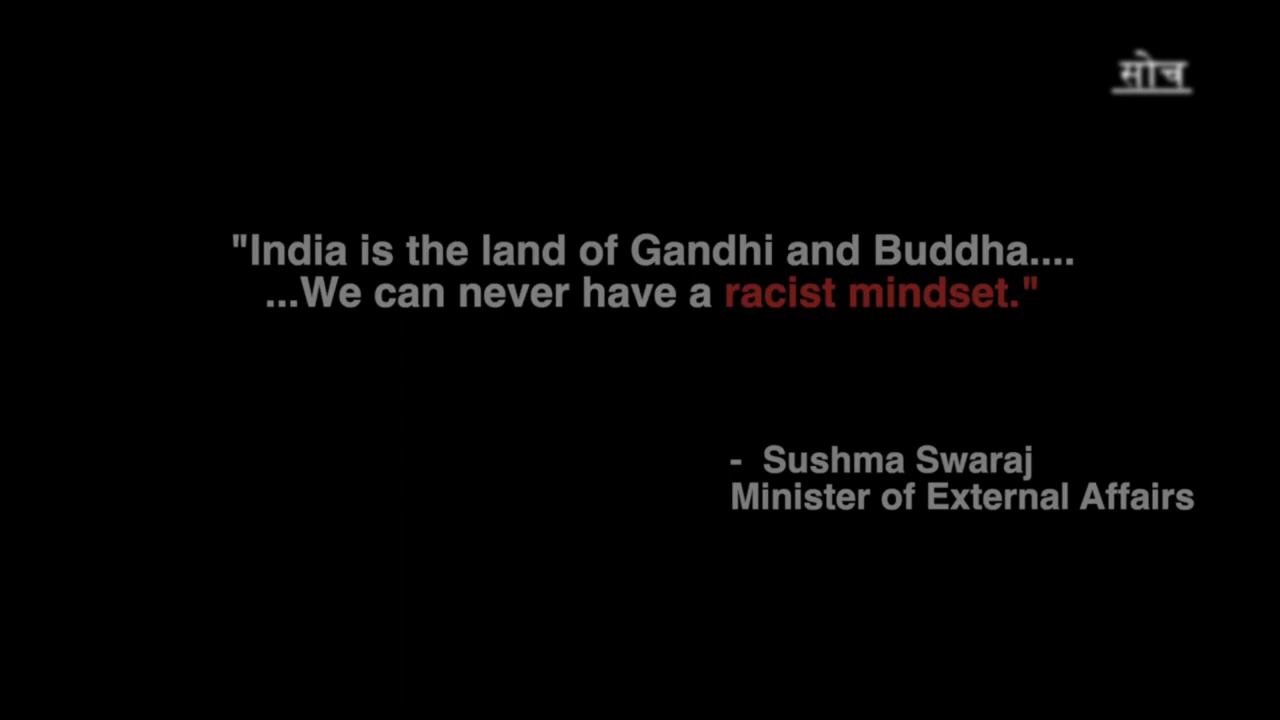 सोच
"India is the land of Gandhi and Buddha....
...We can never have a racist mindset."
- Sushma Swaraj
Minister of External Affairs